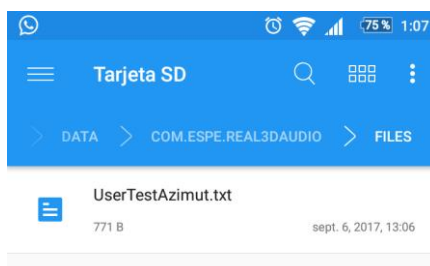 75 % 1:07
Tarjeta SD
DATA COM.ESPE.REAL3DAUDIO FILES
UserTestAzimut.txt
771 B sept. 6, 2017, 13:06